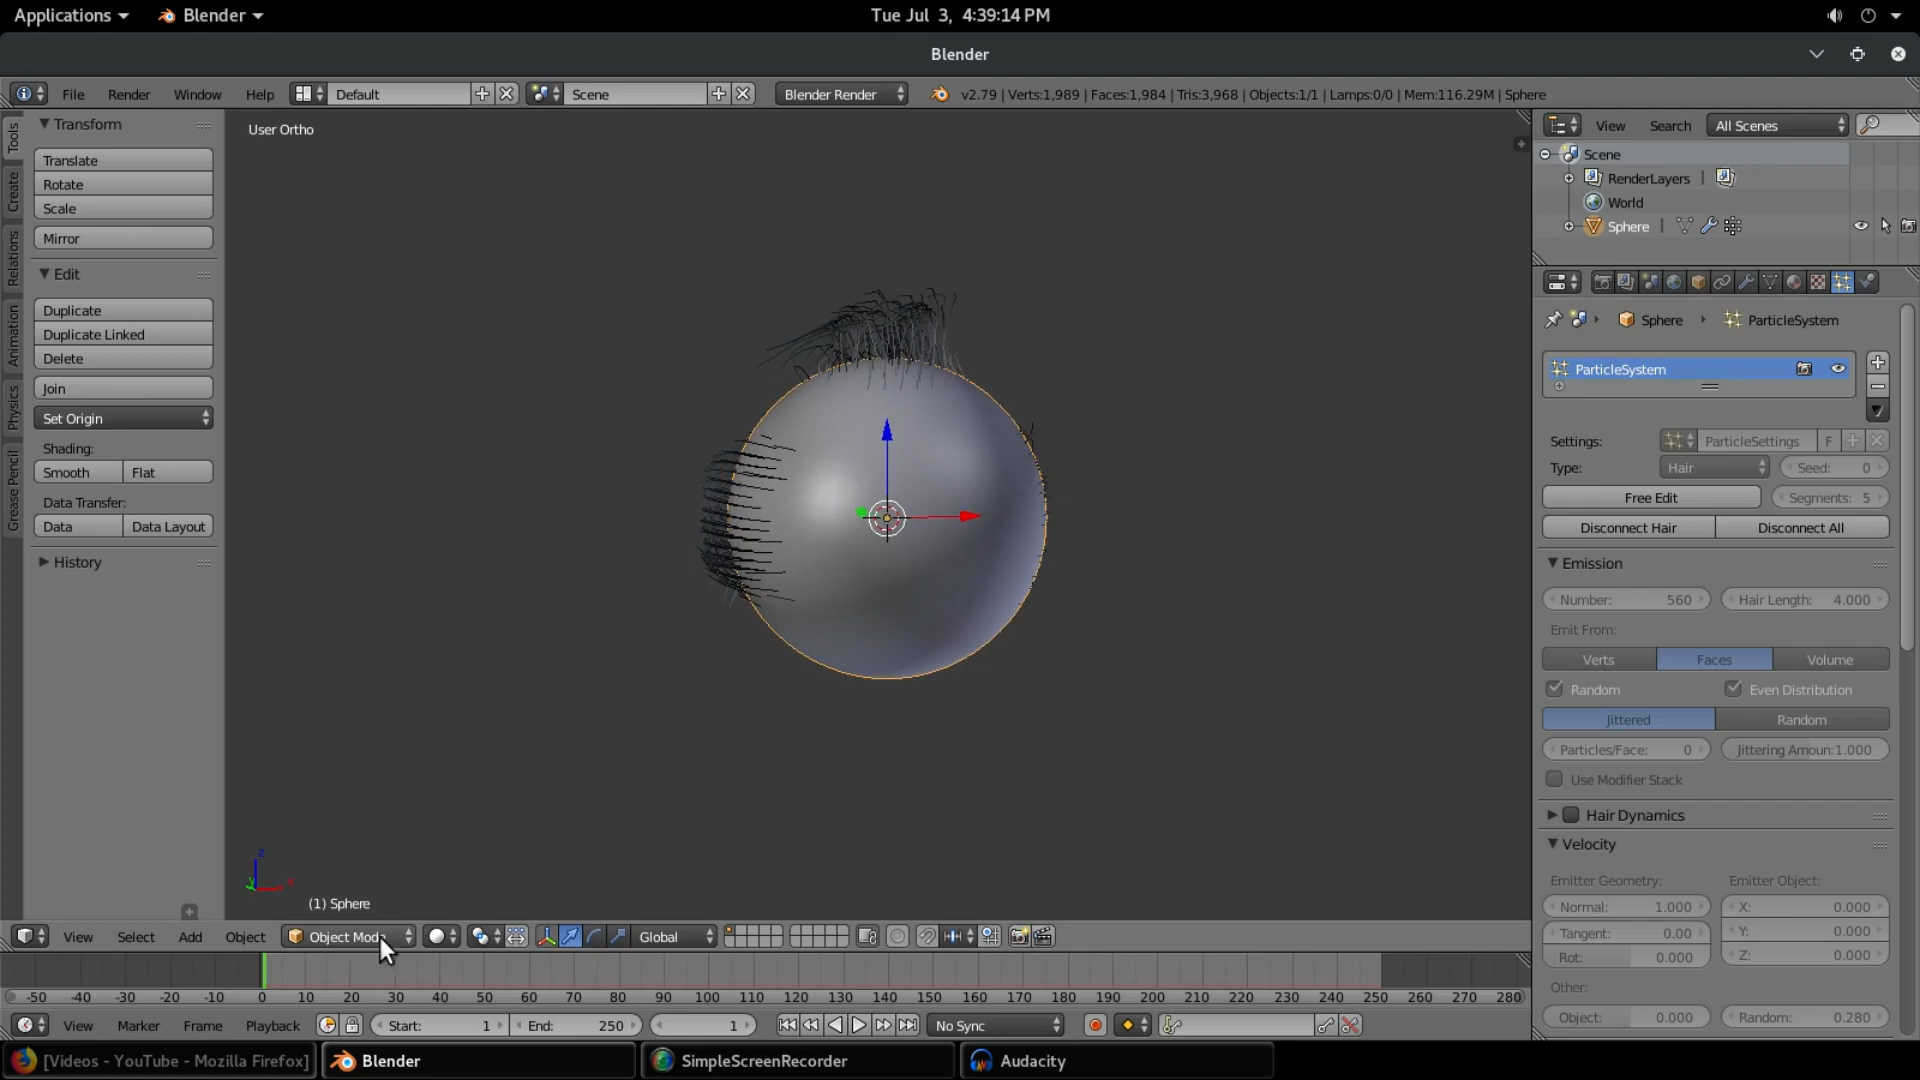 Applications Blender Tue Jul 3, 4:39:14 PM
Blender
File Render Window Help Default Scene Blender Render v2.79 | Verts:1,989 | Faces:1,984 | Tris:3,968 | Objects:1/1 | Lamps:0/0 | Mem:116.29M | Sphere
Tools
Create
Relations
Animation
Physics
Grease Pencil
Transform
Translate
Rotate
Scale
Mirror
Edit
Duplicate
Duplicate Linked
Delete
Join
Set Origin
Shading:
Smooth Flat
Data Transfer:
Data Data Layout
History
User Ortho
z
y x
(1) Sphere
View Search All Scenes
Scene
RenderLayers |
World
Sphere |
Sphere ParticleSystem
ParticleSystem
Settings: ParticleSettings F
Type: Hair Seed: 0
Free Edit Segments: 5
Disconnect Hair Disconnect All
Emission
Number: 560 Hair Length: 4.000
Emit From:
Verts Faces Volume
Random Even Distribution
Jittered Random
Particles/Face: 0 Jittering Amoun:1.000
Use Modifier Stack
Hair Dynamics
Velocity
Emitter Geometry: Emitter Object:
Normal: 1.000 X: 0.000
Tangent: 0.00 Y: 0.000
Rot: 0.000 Z: 0.000
Other:
Object: 0.000 Random: 0.280
View Select Add Object Object Mode Global
-50 -40 -30 -20 -10 0 10 20 30 40 50 60 70 80 90 100 110 120 130 140 150 160 170 180 190 200 210 220 230 240 250 260 270 280
View Marker Frame Playback Start: 1 End: 250 1 No Sync
[Videos - YouTube - Mozilla Firefox] Blender SimpleScreenRecorder Audacity